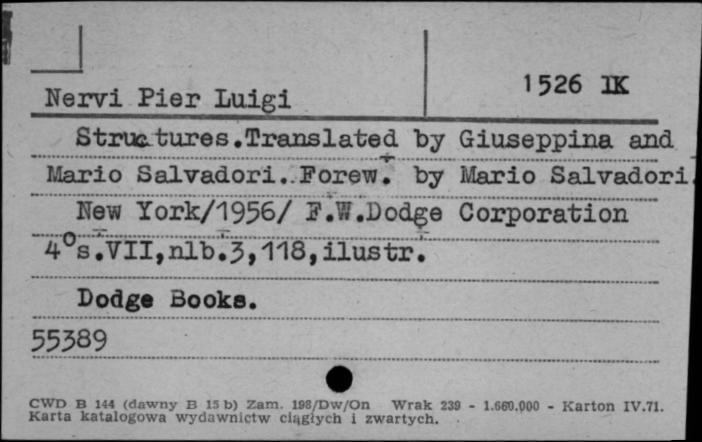 1526 IK
Nervi Pier Luigi
Structures.Translated by Giuseppina and
Mario Salvadori. Forew. by Mario Salvadori.
New York/1956/ F.W.Dodge Corporation
4°s.VII,nlb.3,118,ilustr.
Dodge Books.
55389
CWD B 144 (dawny B 15 b) Zam. 198/Dw/On Wrak 239 - 1.660.000 - Karton IV.71.
Karta katalogowa wydawnictw ciągłych i zwartych.